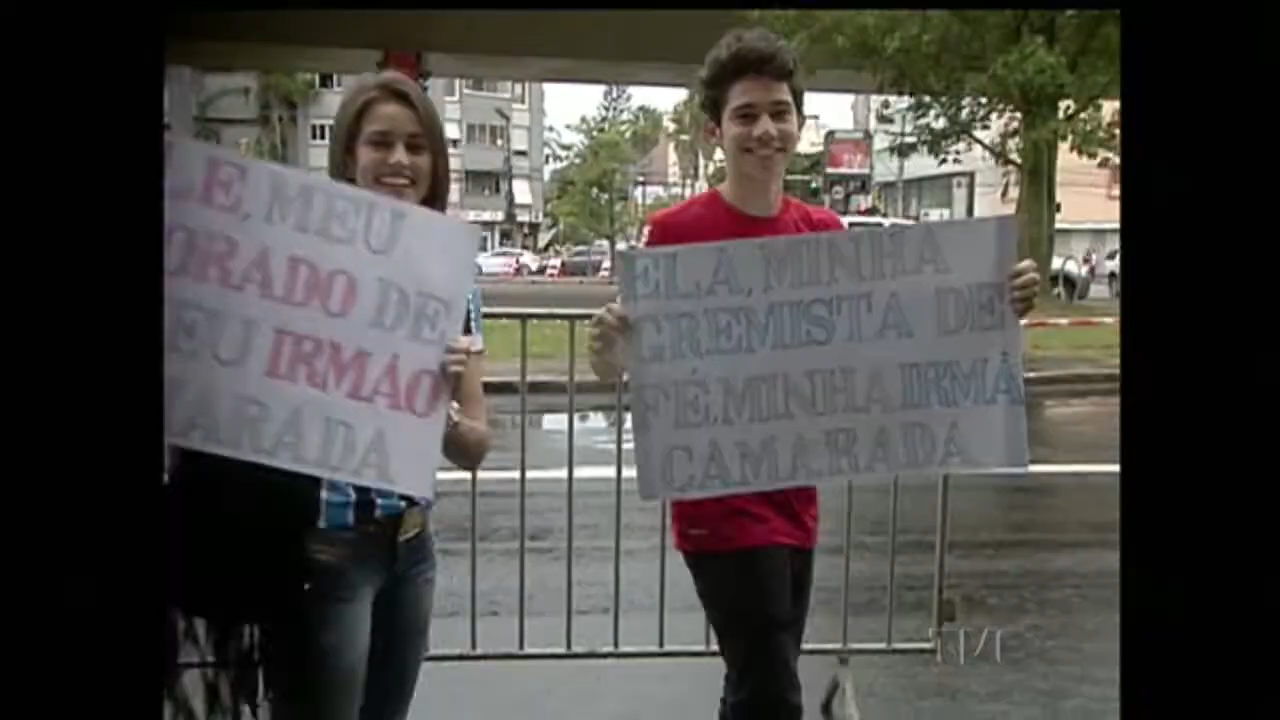 LE, MEU
ORADO DE
EU IRMÃO
ARADA
ELA, MINHA
GREMISTA DE
FÉ, MINHA IRMÃ
CAMARADA